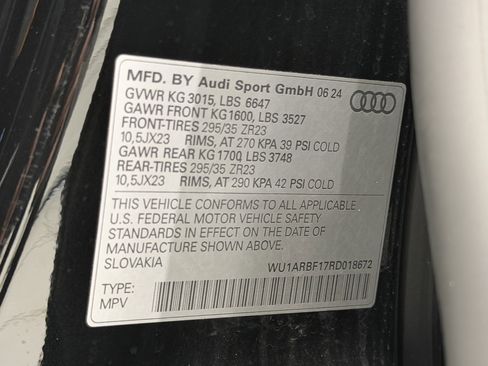 MFD. BY Audi Sport GmbH 06 24
GVWR KG 3015, LBS 6647
GAWR FRONT KG1600, LBS 3527
FRONT-TIRES 295/35 ZR23
10,5JX23 RIMS, AT 270 KPA 39 PSI COLD
GAWR REAR KG1700, LBS 3748
REAR-TIRES 295/35 ZR23
10,5JX23 RIMS, AT 290 KPA 42 PSI COLD
THIS VEHICLE CONFORMS TO ALL APPLICABLE
U.S. FEDERAL MOTOR VEHICLE SAFETY
STANDARDS IN EFFECT ON THE DATE OF
MANUFACTURE SHOWN ABOVE.
SLOVAKIA WU1ARBF17RD018672
TYPE:
MPV